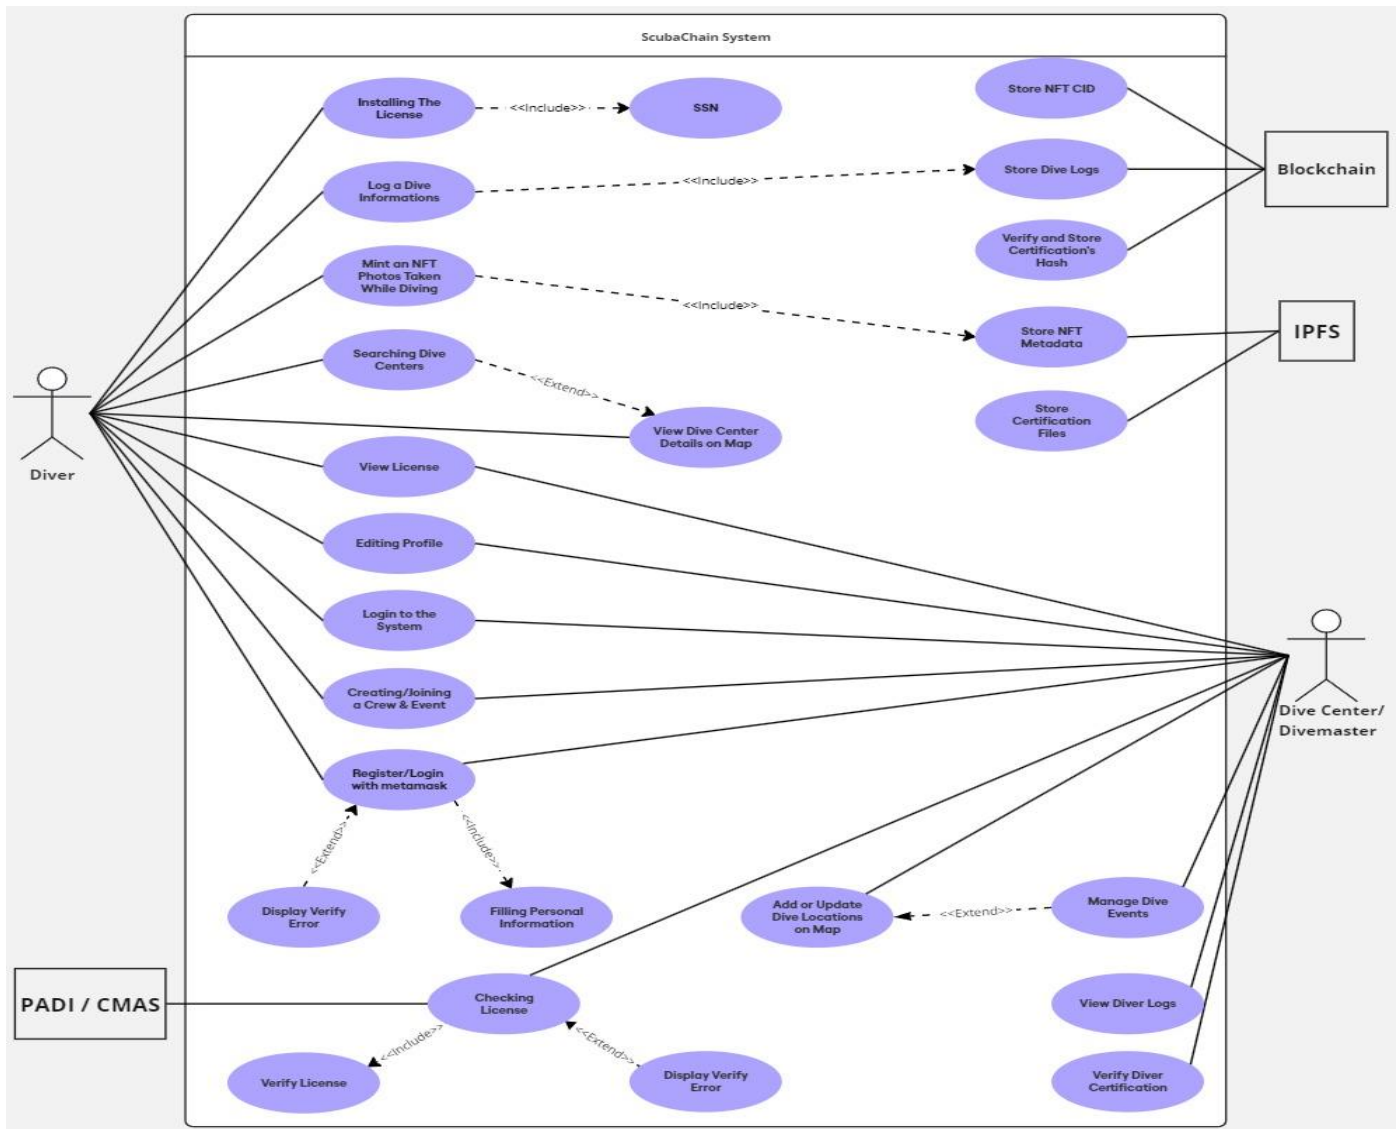 ScubaChain System
Installing The
License
<<Include>>
SSN
Store NFT CID
Log a Dive
Informations
<<Include>>
Store Dive Logs
Blockchain
Mint an NFT
Photos Taken
While Diving
<<Include>>
Verify and Store
Certification's
Hash
Store NFT
Metadata
IPFS
Searching Dive
Centers
<<Extend>>
View Dive Center
Details on Map
Store
Certification
Files
Diver
View License
Editing Profile
Login to the
System
Creating/Joining
a Crew & Event
Dive Center/
Divemaster
Register/Login
with metamask
<<Extend>>
<<Include>>
Display Verify
Error
Filling Personal
Information
Add or Update
Dive Locations
on Map
<<Extend>>
Manage Dive
Events
PADI / CMAS
Checking
License
View Diver Logs
<<Include>>
<<Extend>>
Verify License
Display Verify
Error
Verify Diver
Certification